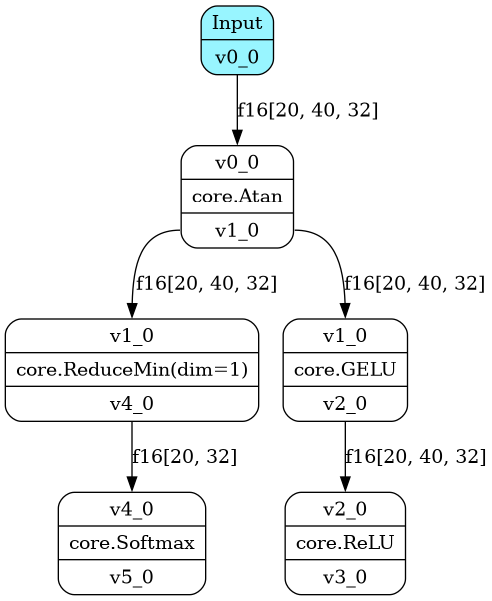 Input
v0_0
f16[20, 40, 32]
v0_0
core.Atan
v1_0
f16[20, 40, 32]
f16[20, 40, 32]
v1_0
core.ReduceMin(dim=1)
v4_0
v1_0
core.GELU
v2_0
f16[20, 32]
f16[20, 40, 32]
v4_0
core.Softmax
v5_0
v2_0
core.ReLU
v3_0